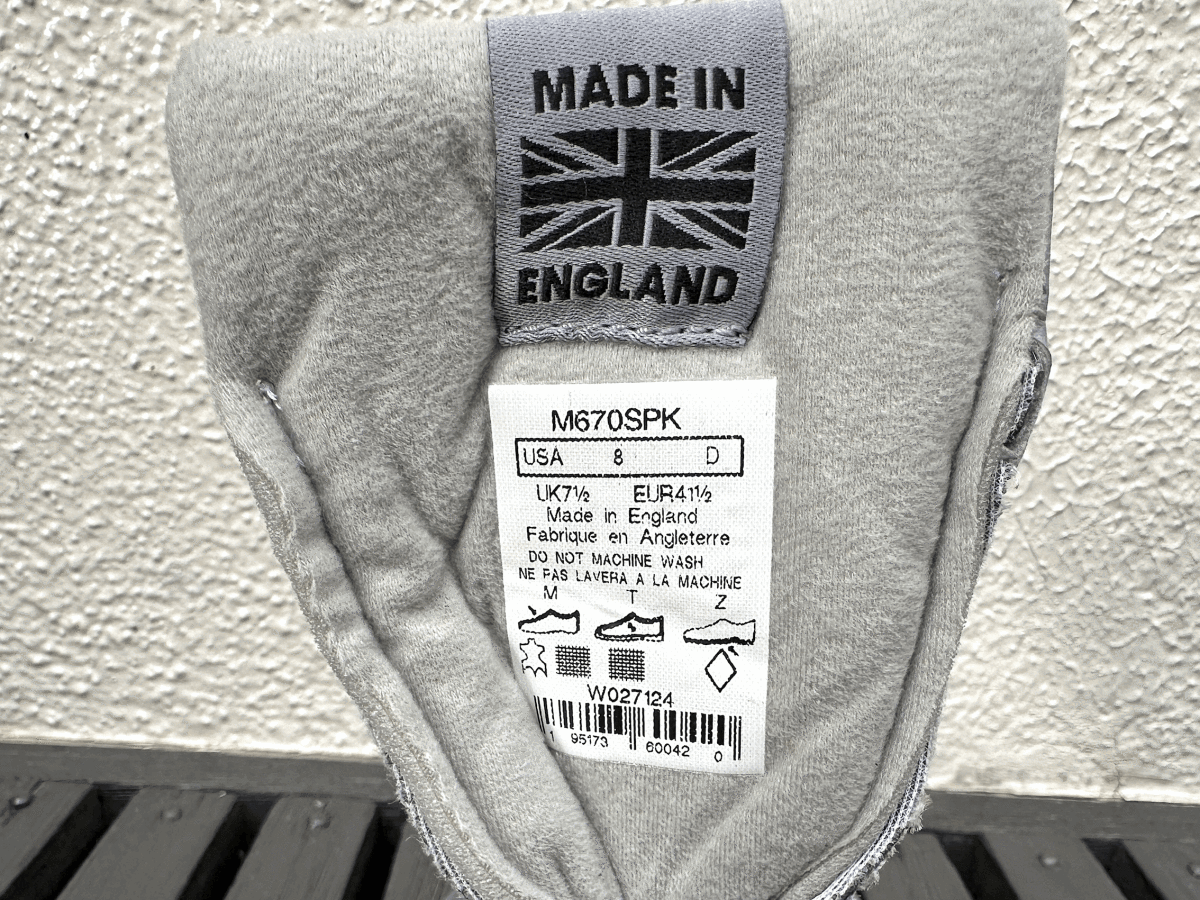 MADE IN
ENGLAND
M670SPK
USA 8 D
UK7½ EUR41½
Made in England
Fabrique en Angleterre
DO NOT MACHINE WASH
NE PAS LAVERA A LA MACHINE
M T Z
W027124
1 95173 60042 0